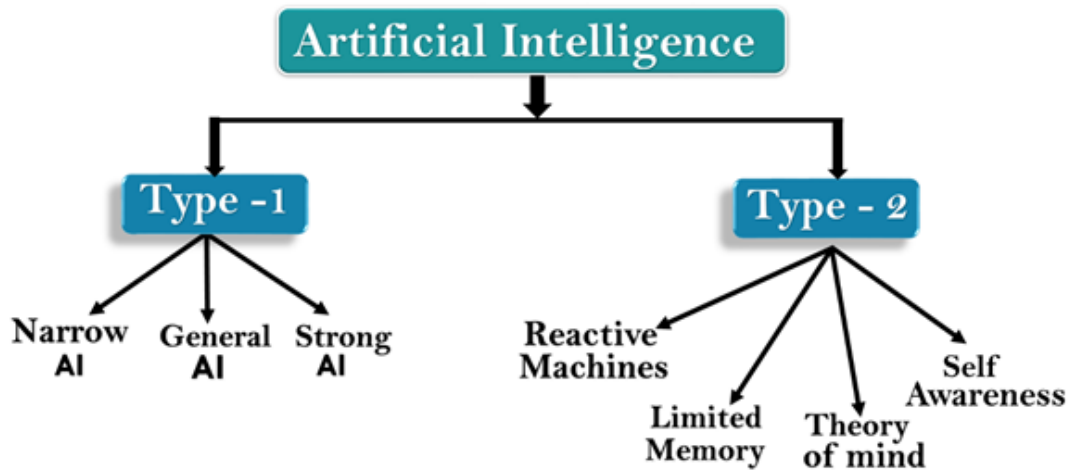 Artificial Intelligence
Type -1
Type - 2
Narrow
AI
General
AI
Strong
AI
Reactive
Machines
Limited
Memory
Theory
of mind
Self
Awareness